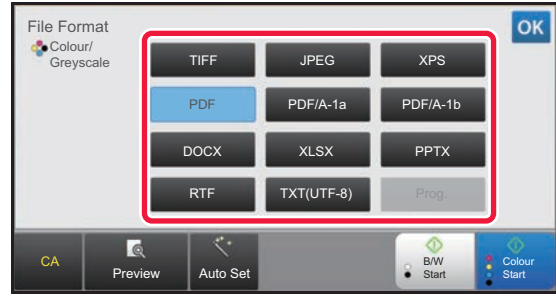 File Format
OK
Colour/
Greyscale
TIFF
JPEG
XPS
PDF
PDF/A-1a
PDF/A-1b
DOCX
XLSX
PPTX
RTF
TXT(UTF-8)
Prog.
CA
Preview
Auto Set
B/W
Start
Colour
Start